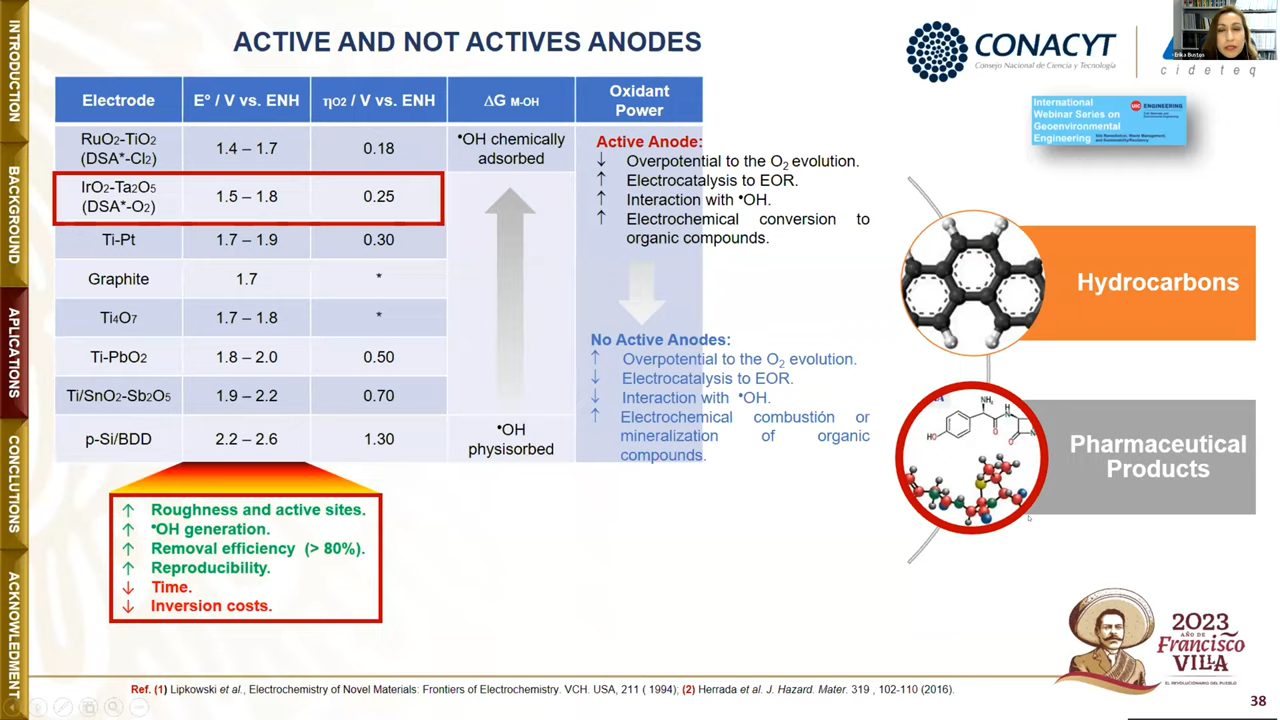 INTRODUCTION
BACKGROUND
APLICATIONS
CONCLUTIONS
ACKNOWLEDMENT
ACTIVE AND NOT ACTIVES ANODES
CONACYT
Consejo Nacional de Ciencia y Tecnología
cideteq
Erika Bustos
International
Webinar Series on
Geoenvironmental
Engineering
UIC ENGINEERING
Electrode E° / V vs. ENH ηO2 / V vs. ENH ΔG M-OH Oxidant Power
RuO2-TiO2 (DSA*-Cl2) 1.4 – 1.7 0.18 •OH chemically adsorbed
IrO2-Ta2O5 (DSA*-O2) 1.5 – 1.8 0.25
Ti-Pt 1.7 – 1.9 0.30
Graphite 1.7 *
Ti4O7 1.7 – 1.8 *
Ti-PbO2 1.8 – 2.0 0.50
Ti/SnO2-Sb2O5 1.9 – 2.2 0.70
p-Si/BDD 2.2 – 2.6 1.30 •OH physisorbed
Active Anode:
↓ Overpotential to the O2 evolution.
↑ Electrocatalysis to EOR.
↑ Interaction with •OH.
↑ Electrochemical conversion to
organic compounds.
No Active Anodes:
↑ Overpotential to the O2 evolution.
↓ Electrocatalysis to EOR.
↓ Interaction with •OH.
↑ Electrochemical combustión or
mineralization of organic
compounds.
↑ Roughness and active sites.
↑ •OH generation.
↑ Removal efficiency (> 80%).
↑ Reproducibility.
↓ Time.
↓ Inversion costs.
Hydrocarbons
NH2
HO
O
Pharmaceutical
Products
2023
AÑO DE
Francisco
VILLA
EL REVOLUCIONARIO DEL PUEBLO
Ref. (1) Lipkowski et al., Electrochemistry of Novel Materials: Frontiers of Electrochemistry. VCH. USA, 211 ( 1994); (2) Herrada et al. J. Hazard. Mater. 319 , 102-110 (2016).
38